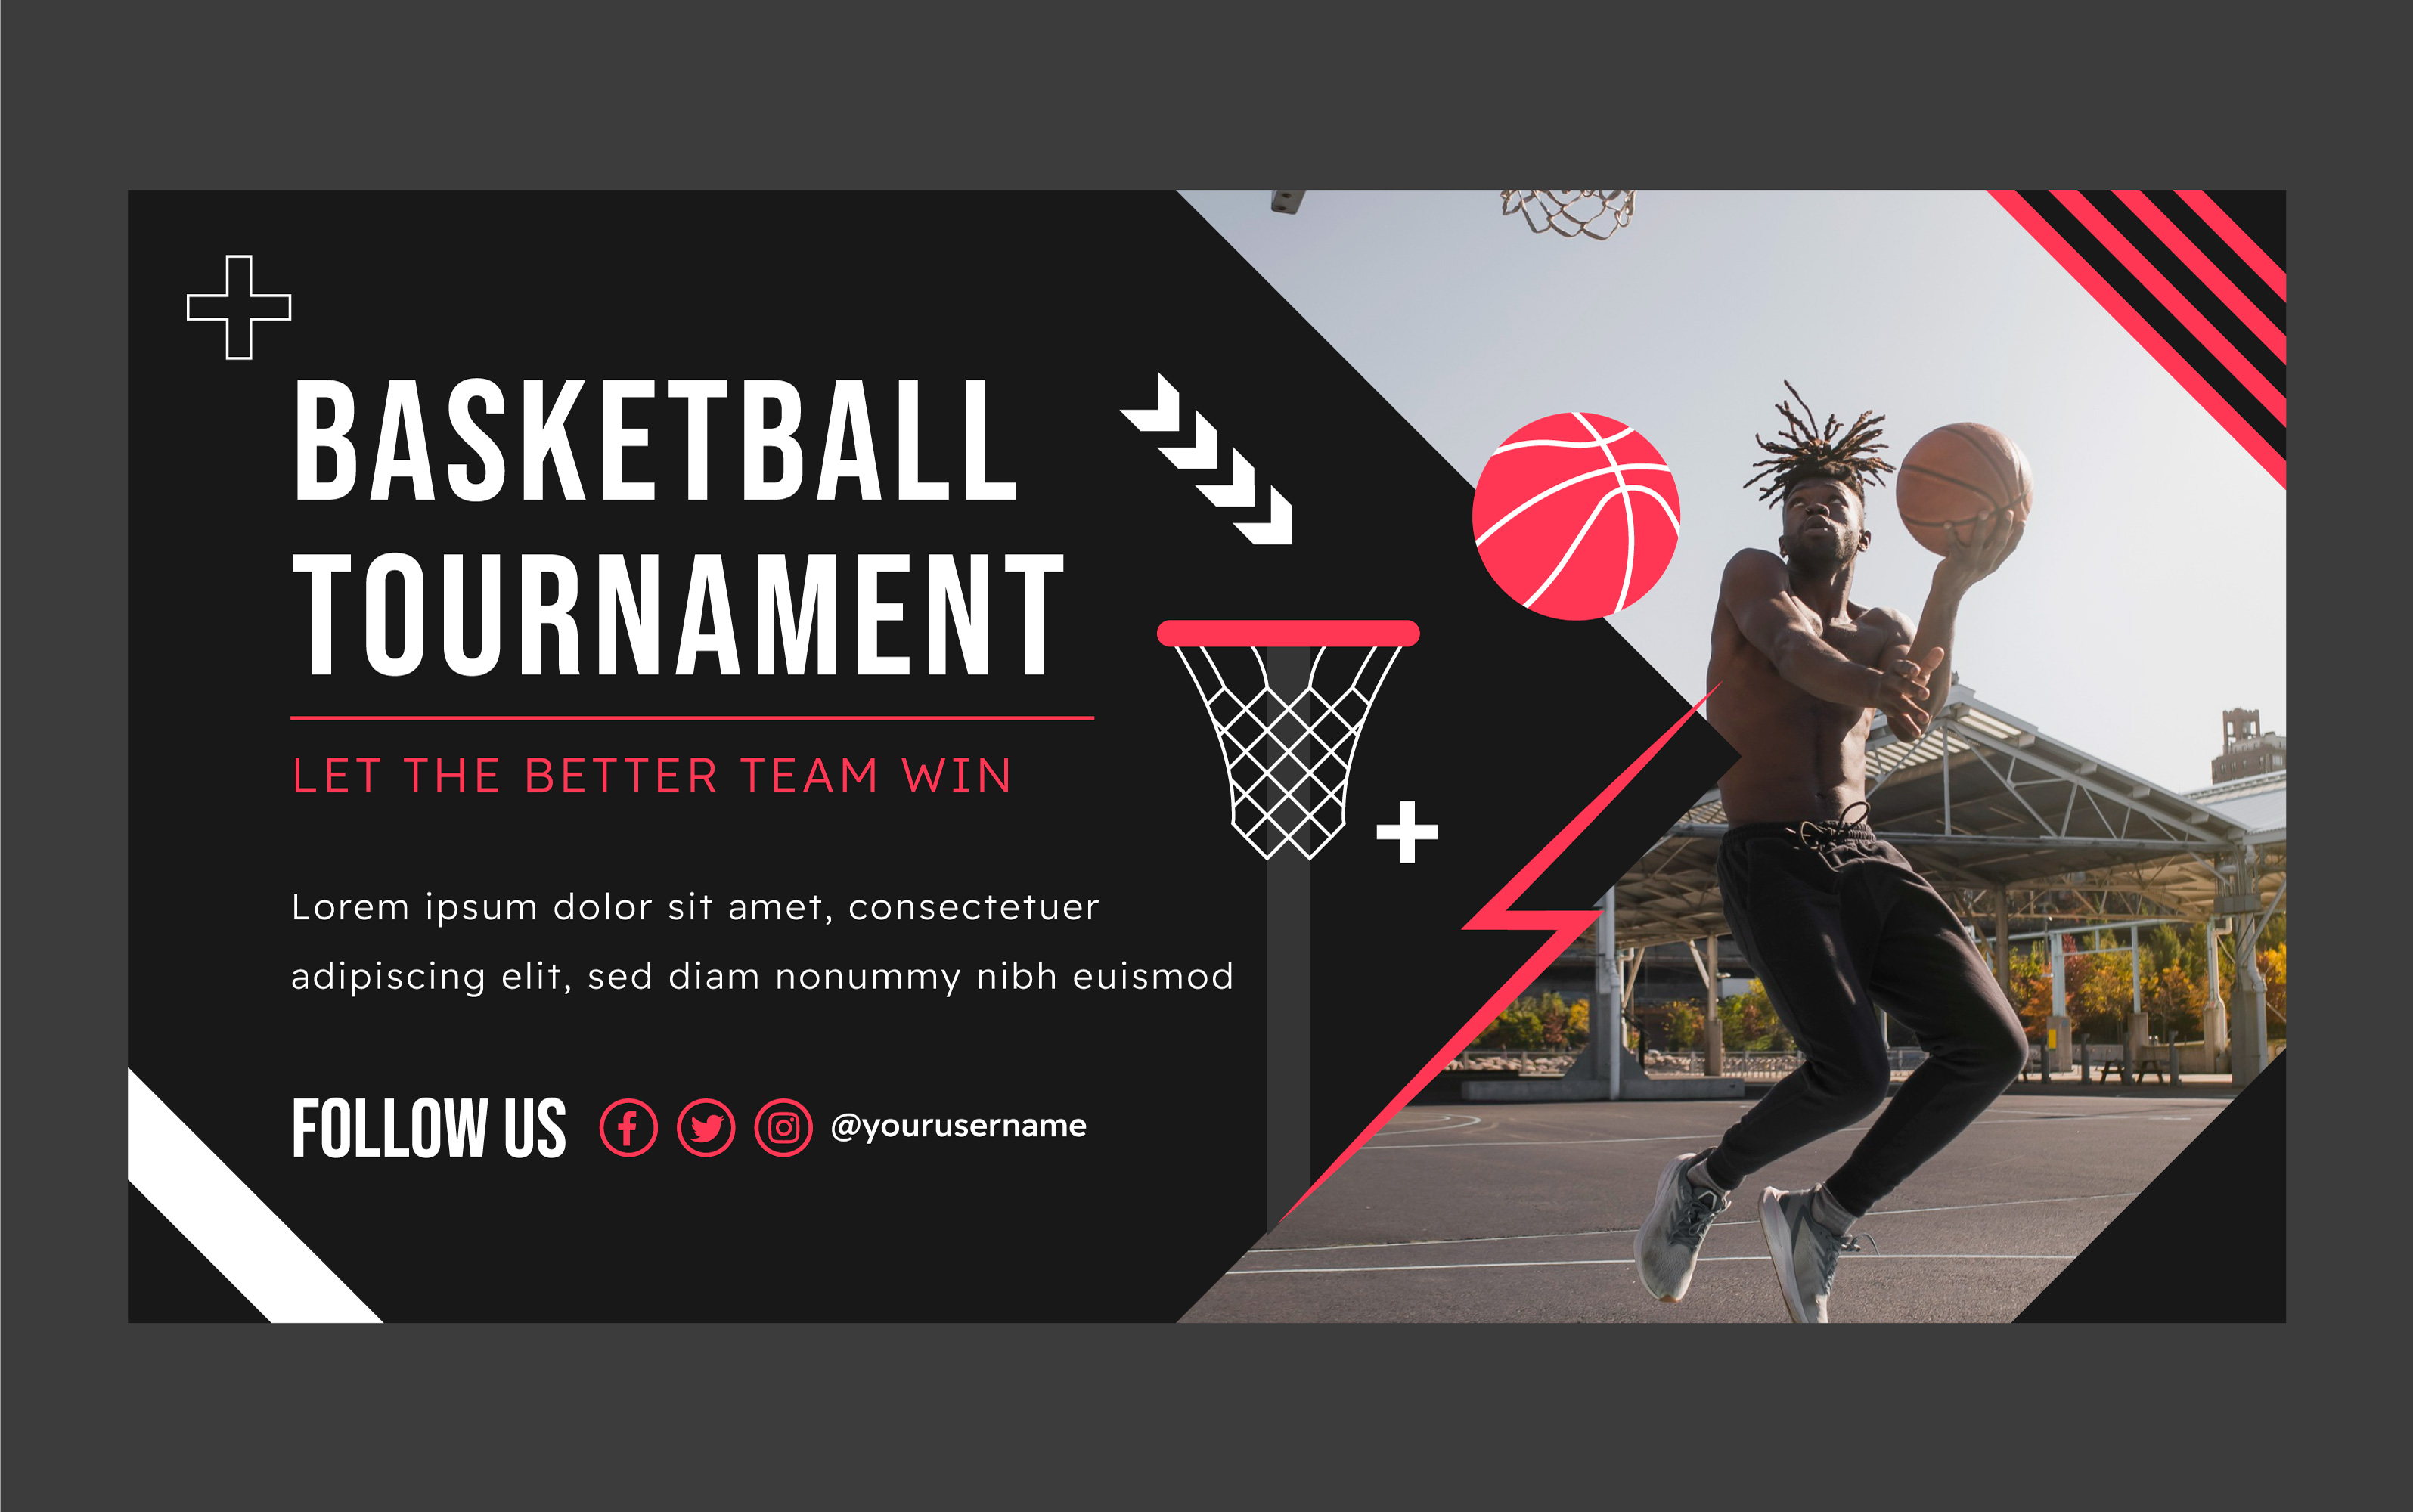 BASKETBALL
TOURNAMENT
LET THE BETTER TEAM WIN
Lorem ipsum dolor sit amet, consectetuer
adipiscing elit, sed diam nonummy nibh euismod
FOLLOW US @yourusername